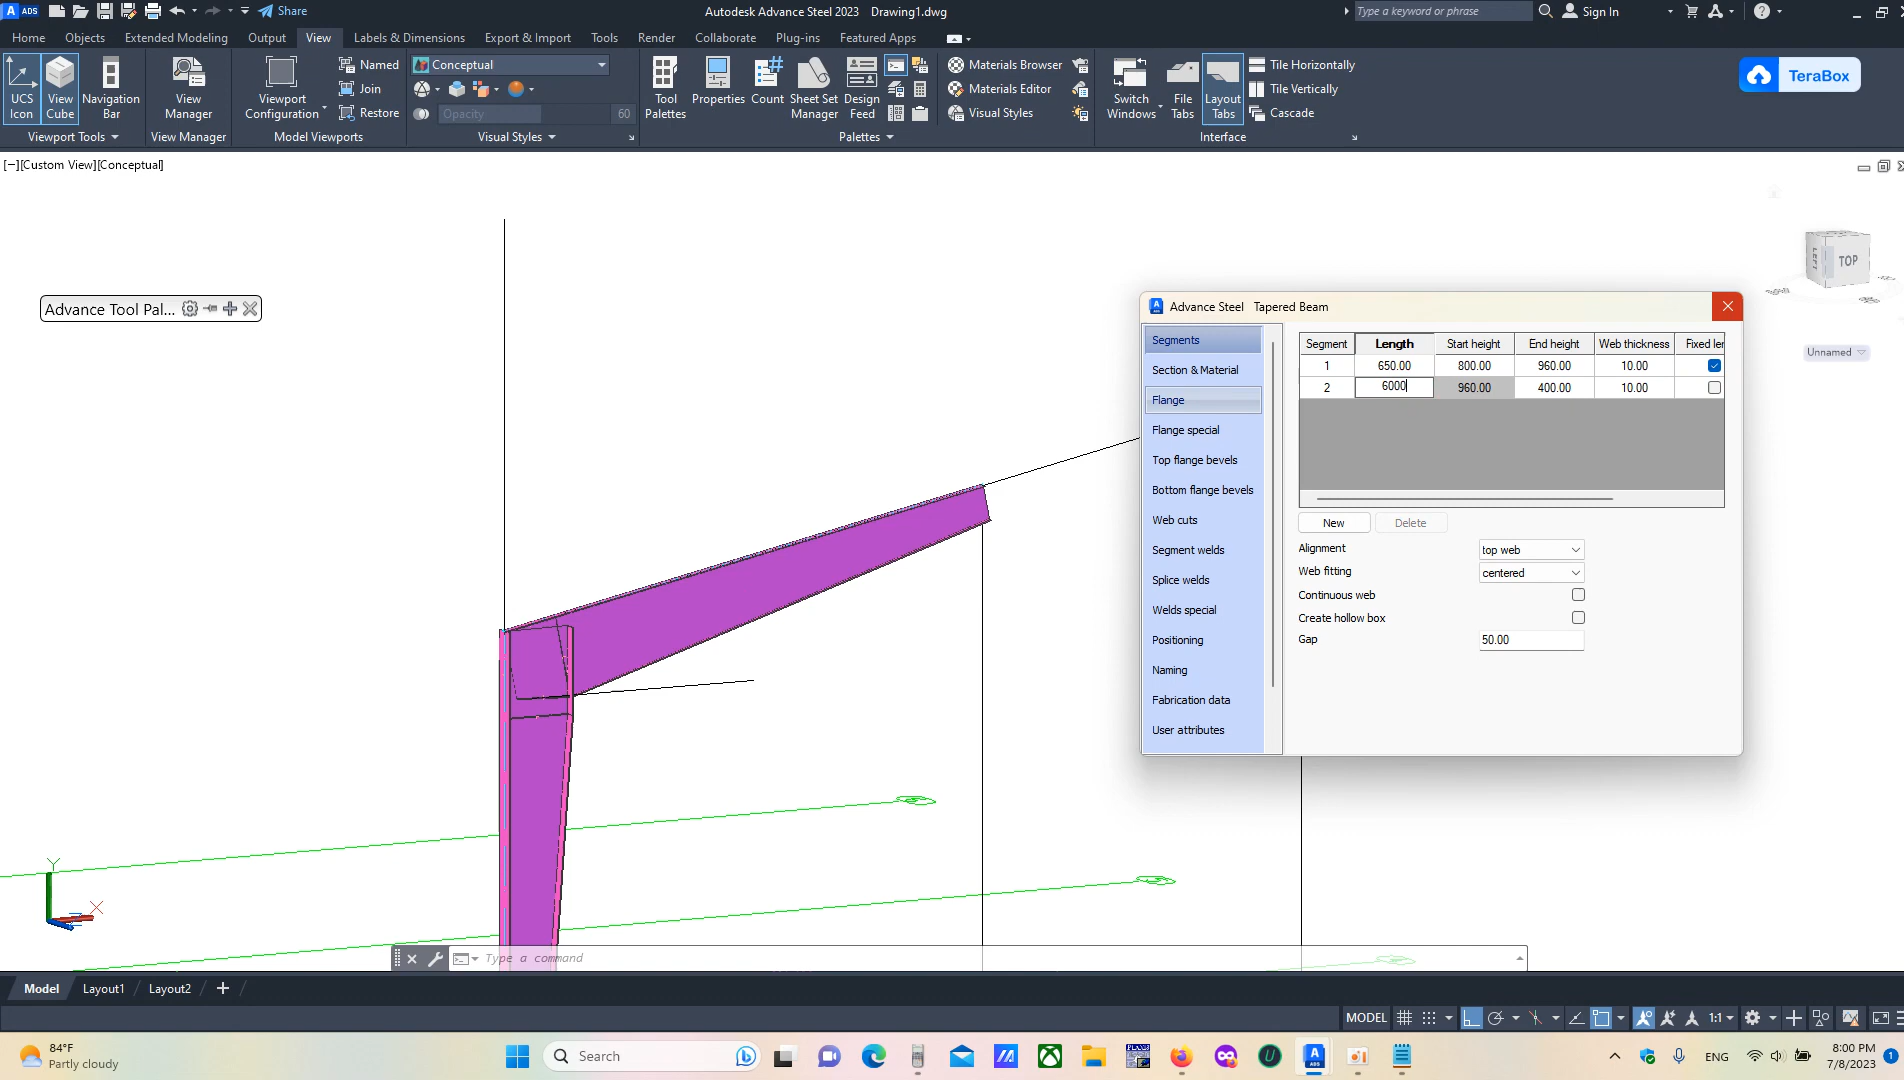 ADS
Share
Autodesk Advance Steel 2023 Drawing1.dwg
Type a keyword or phrase
Sign In
Home Objects Extended Modeling Output View Labels & Dimensions Export & Import Tools Render Collaborate Plug-ins Featured Apps
UCS Icon
View Cube
Navigation Bar
Viewport Tools
View Manager
View Manager
Viewport Configuration
Named
Join
Restore
Model Viewports
Conceptual
Opacity 60
Visual Styles
Tool Palettes
Properties
Count
Sheet Set Manager
Design Feed
Materials Browser
Materials Editor
Visual Styles
Palettes
Switch Windows
File Tabs
Layout Tabs
Tile Horizontally
Tile Vertically
Cascade
Interface
TeraBox
[−][Custom View][Conceptual]
LEFT TOP
Unnamed
Advance Tool Pal...
Advance Steel Tapered Beam
Segments
Section & Material
Flange
Flange special
Top flange bevels
Bottom flange bevels
Web cuts
Segment welds
Splice welds
Welds special
Positioning
Naming
Fabrication data
User attributes
Segment Length Start height End height Web thickness Fixed ler
1 650.00 800.00 960.00 10.00
2 6000 960.00 400.00 10.00
New Delete
Alignment top web
Web fitting centered
Continuous web
Create hollow box
Gap 50.00
Y
X
Type a command
Model Layout1 Layout2 +
MODEL 1:1
84°F
Partly cloudy
Search
ADS
ENG
8:00 PM
7/8/2023
1